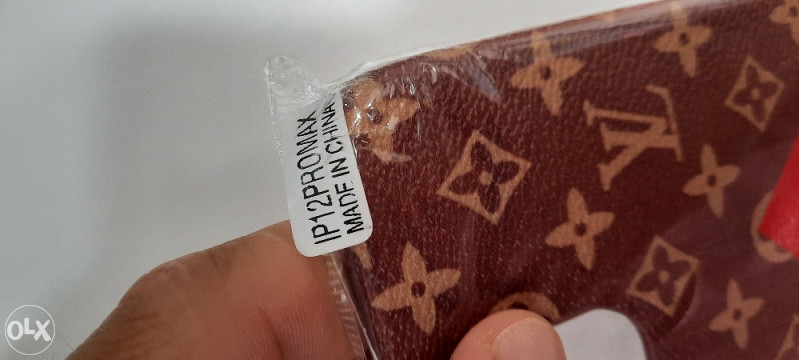 IP12PROMAX
MADE IN CHINA
LV
OLX